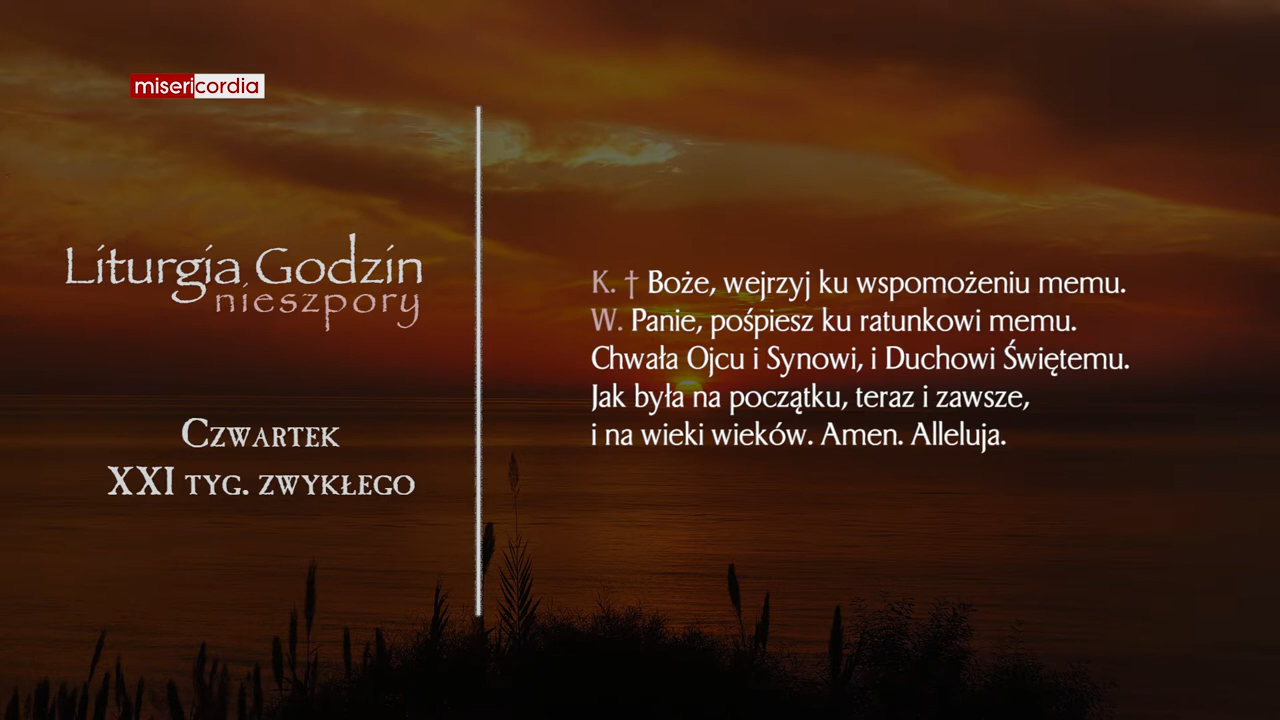 misericordia
Liturgia Godzin
nieszpory
Czwartek
XXI tyg. zwykłego
K. † Boże, wejrzyj ku wspomożeniu memu.
W. Panie, pośpiesz ku ratunkowi memu.
Chwała Ojcu i Synowi, i Duchowi Świętemu.
Jak była na początku, teraz i zawsze,
i na wieki wieków. Amen. Alleluja.